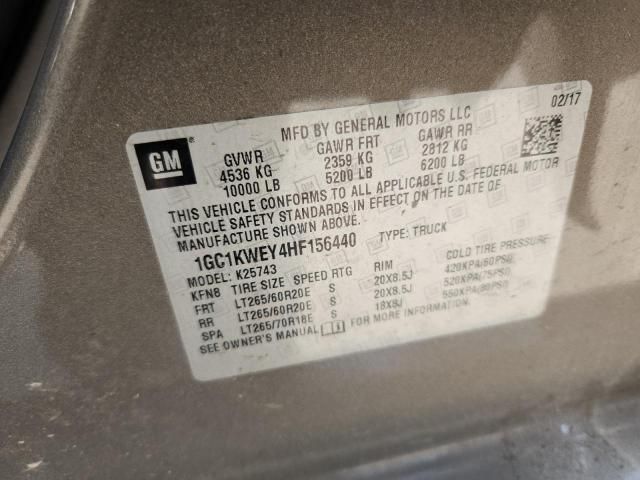 MFD BY GENERAL MOTORS LLC 02/17
GM
GVWR GAWR FRT GAWR RR
4536 KG 2359 KG 2812 KG
10000 LB 5200 LB 6200 LB
THIS VEHICLE CONFORMS TO ALL APPLICABLE U.S. FEDERAL MOTOR
VEHICLE SAFETY STANDARDS IN EFFECT ON THE DATE OF
MANUFACTURE SHOWN ABOVE.
1GC1KWEY4HF156440 TYPE: TRUCK
MODEL: K25743
KFN8 TIRE SIZE SPEED RTG RIM COLD TIRE PRESSURE
FRT LT265/60R20E S 20X8.5J 420KPA(60PSI)
RR LT265/60R20E S 20X8.5J 520KPA(75PSI)
SPA LT265/70R18E S 18X8J 550KPA(80PSI)
SEE OWNER'S MANUAL FOR MORE INFORMATION.